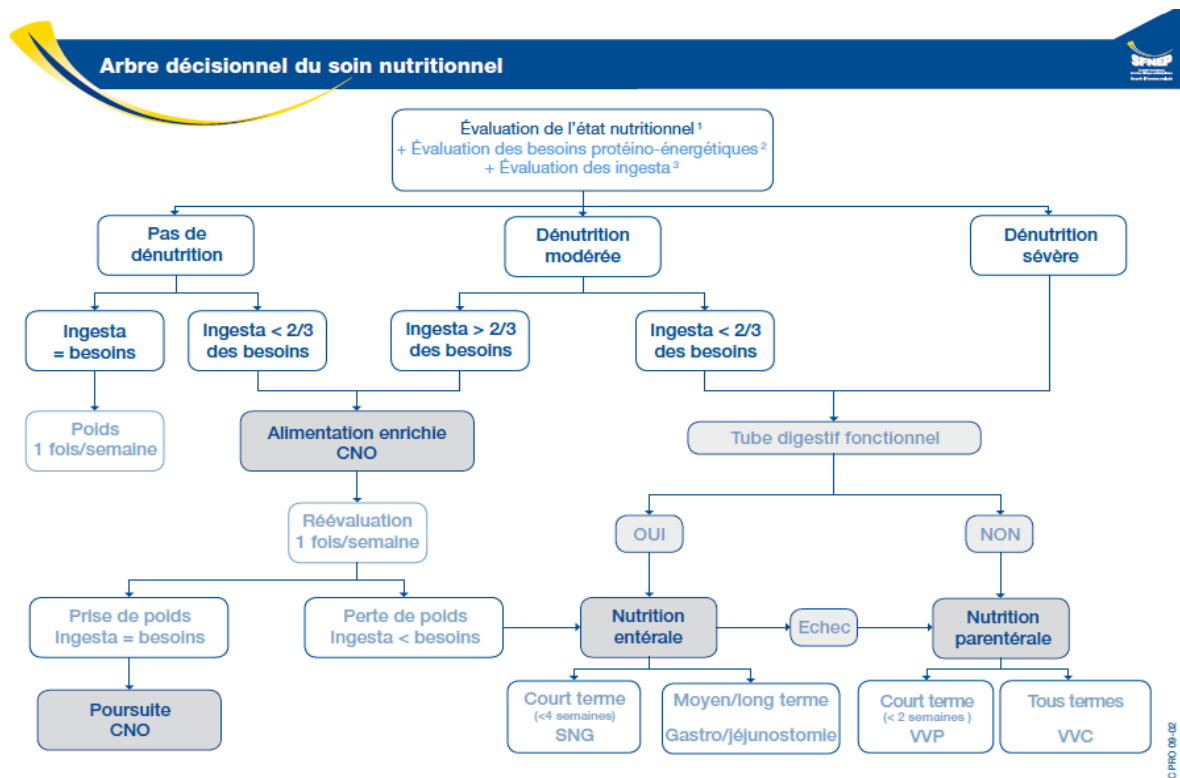 Arbre décisionnel du soin nutritionnel
SFNEP
Évaluation de l'état nutritionnel ¹
+ Évaluation des besoins protéino-énergétiques ²
+ Évaluation des ingesta ³
Pas de
dénutrition
Dénutrition
modérée
Dénutrition
sévère
Ingesta
= besoins
Ingesta < 2/3
des besoins
Ingesta > 2/3
des besoins
Ingesta < 2/3
des besoins
Poids
1 fois/semaine
Alimentation enrichie
CNO
Tube digestif fonctionnel
Réévaluation
1 fois/semaine
OUI
NON
Prise de poids
Ingesta = besoins
Perte de poids
Ingesta < besoins
Nutrition
entérale
Echec
Nutrition
parentérale
Poursuite
CNO
Court terme
(<4 semaines)
SNG
Moyen/long terme
Gastro/jéjunostomie
Court terme
(< 2 semaines )
VVP
Tous termes
VVC
C PRO 09-02